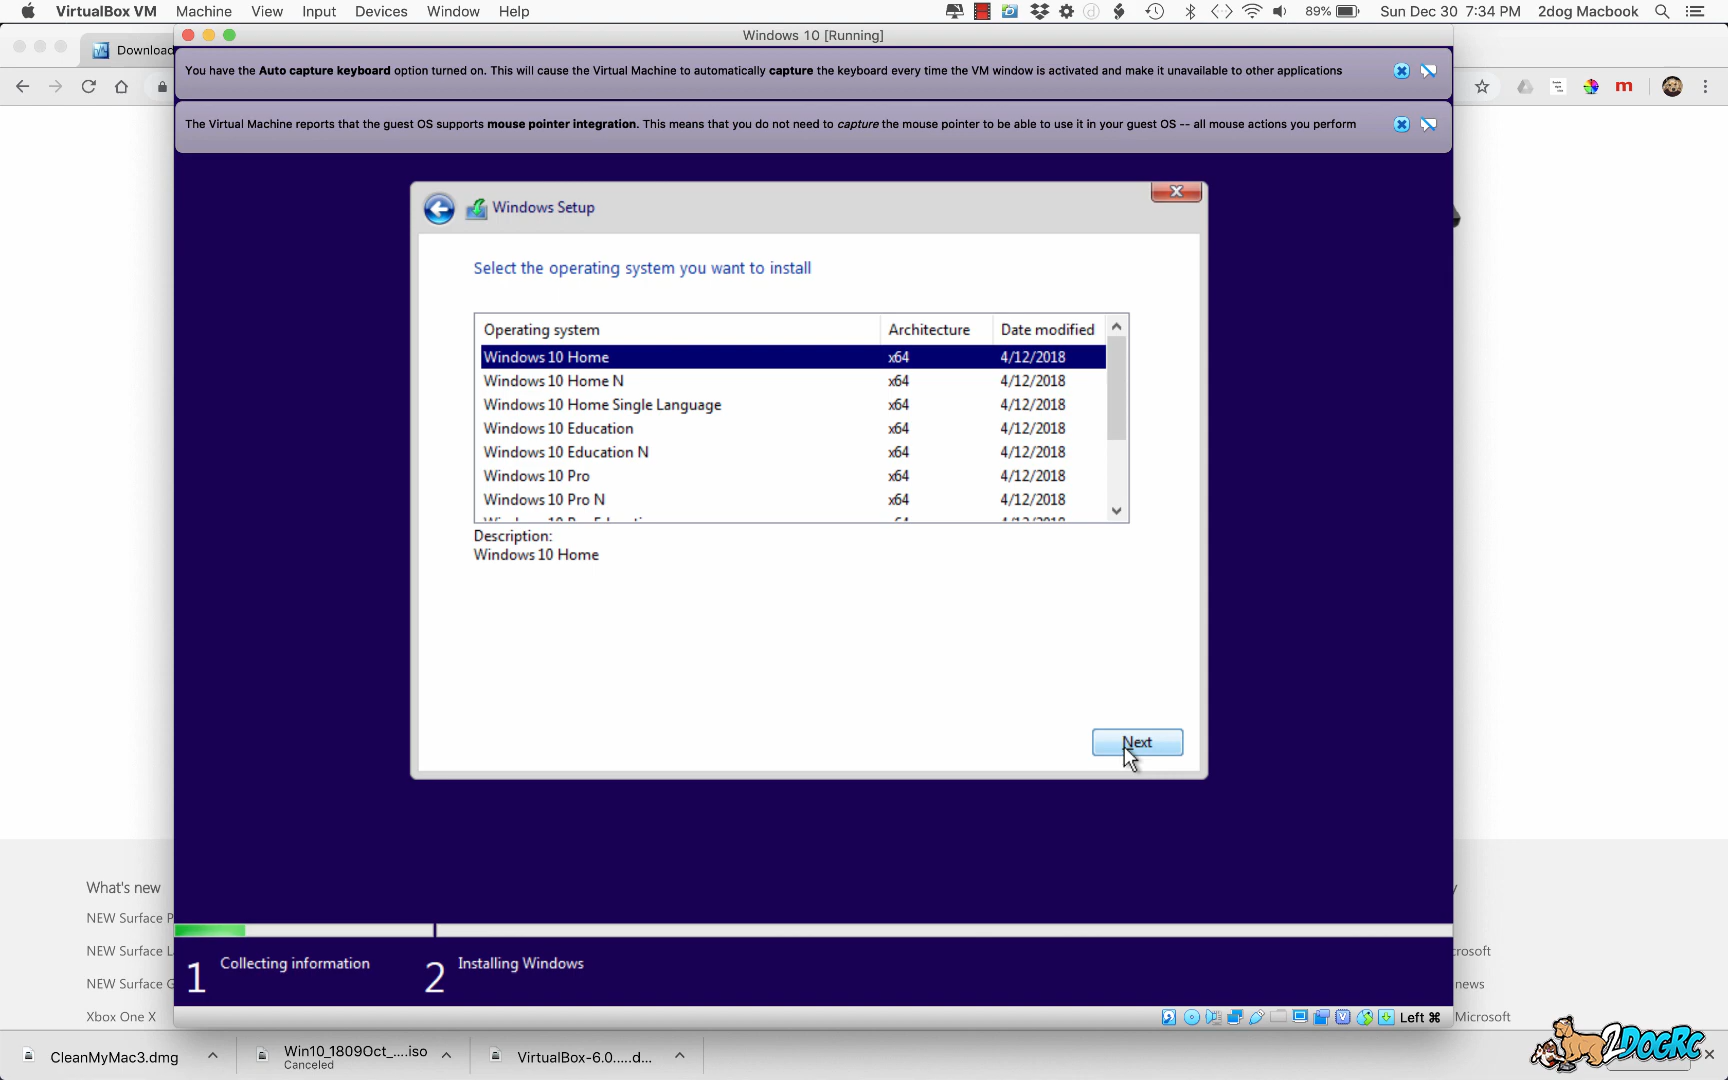 VirtualBox VM Machine View Input Devices Window Help 89% Sun Dec 30 7:34 PM 2dog Macbook
Windows 10 [Running]
Download
You have the Auto capture keyboard option turned on. This will cause the Virtual Machine to automatically capture the keyboard every time the VM window is activated and make it unavailable to other applications
m
The Virtual Machine reports that the guest OS supports mouse pointer integration. This means that you do not need to capture the mouse pointer to be able to use it in your guest OS -- all mouse actions you perform
Windows Setup
Select the operating system you want to install
Operating system Architecture Date modified
Windows 10 Home x64 4/12/2018
Windows 10 Home N x64 4/12/2018
Windows 10 Home Single Language x64 4/12/2018
Windows 10 Education x64 4/12/2018
Windows 10 Education N x64 4/12/2018
Windows 10 Pro x64 4/12/2018
Windows 10 Pro N x64 4/12/2018
Description:
Windows 10 Home
Next
What's new
NEW Surface P
NEW Surface L
NEW Surface G
Xbox One X
crosoft
news
Microsoft
1 Collecting information
2 Installing Windows
Left ⌘
CleanMyMac3.dmg
Win10_1809Oct_....iso
Canceled
VirtualBox-6.0.....d...
2DOGRC